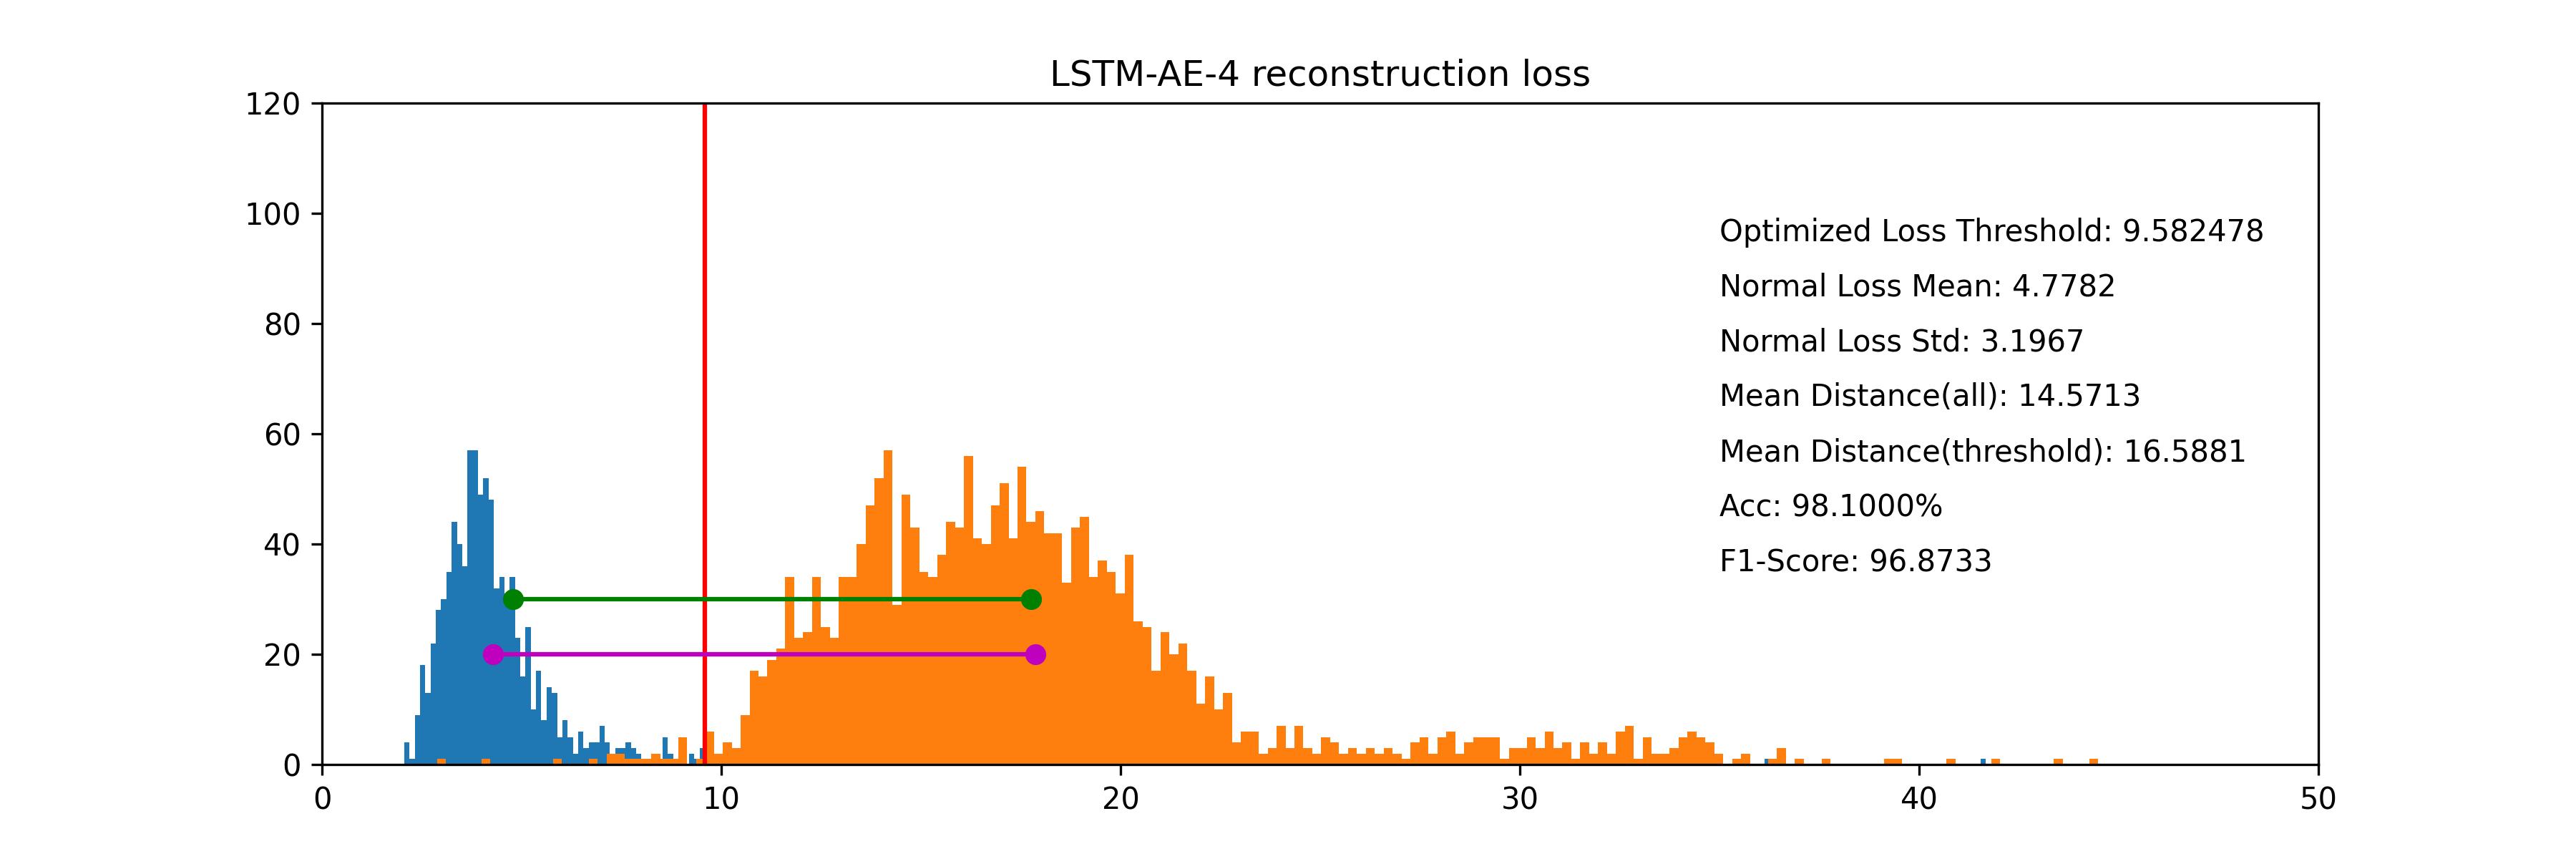 LSTM-AE-4 reconstruction loss
120
100
80
60
40
20
0
Optimized Loss Threshold: 9.582478
Normal Loss Mean: 4.7782
Normal Loss Std: 3.1967
Mean Distance(all): 14.5713
Mean Distance(threshold): 16.5881
Acc: 98.1000%
F1-Score: 96.8733
0 10 20 30 40 50